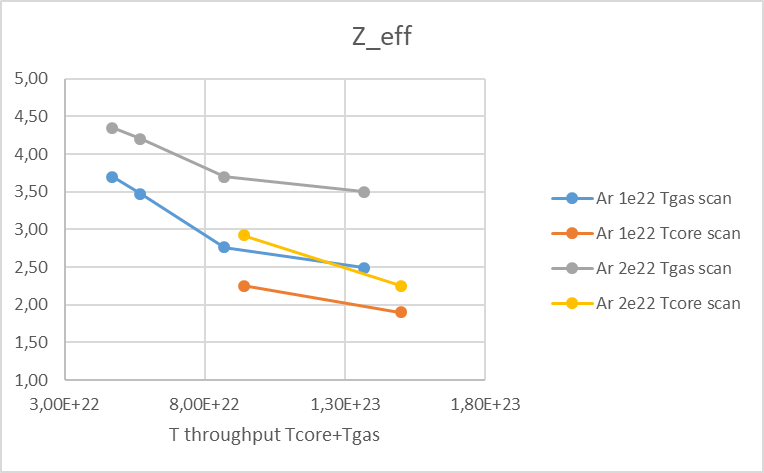 Z_eff
5,00
4,50
4,00
3,50
3,00
2,50
2,00
1,50
1,00
3,00E+22
8,00E+22
1,30E+23
1,80E+23
T throughput Tcore+Tgas
Ar 1e22 Tgas scan
Ar 1e22 Tcore scan
Ar 2e22 Tgas scan
Ar 2e22 Tcore scan